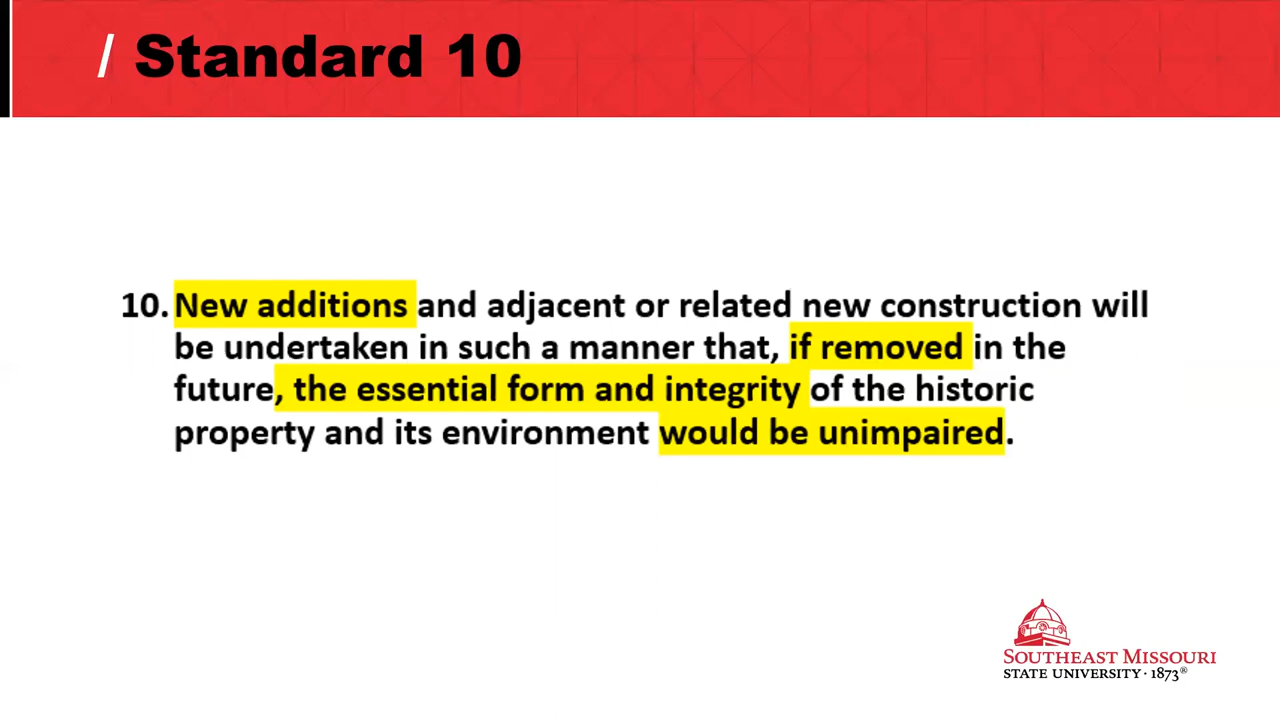 / Standard 10
10. New additions and adjacent or related new construction will
be undertaken in such a manner that, if removed in the
future, the essential form and integrity of the historic
property and its environment would be unimpaired.
SOUTHEAST MISSOURI
STATE UNIVERSITY · 1873®